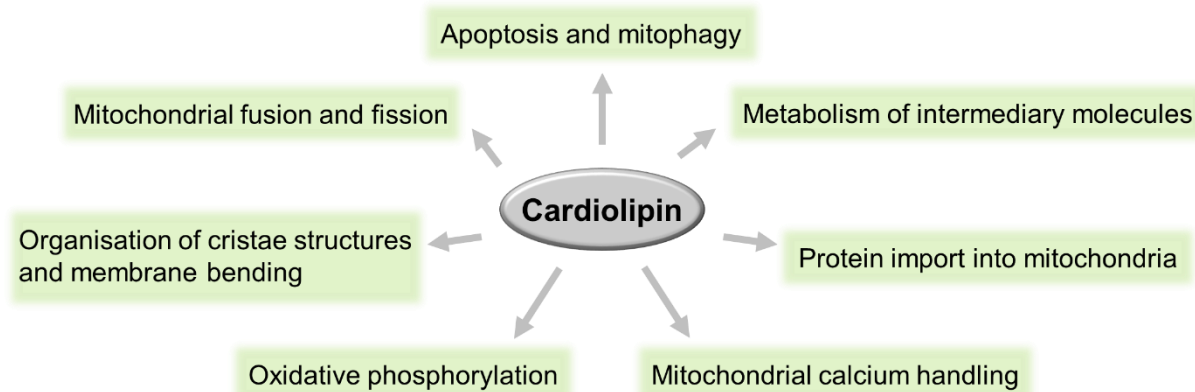 Apoptosis and mitophagy
Mitochondrial fusion and fission
Metabolism of intermediary molecules
Cardiolipin
Organisation of cristae structures
and membrane bending
Protein import into mitochondria
Oxidative phosphorylation
Mitochondrial calcium handling